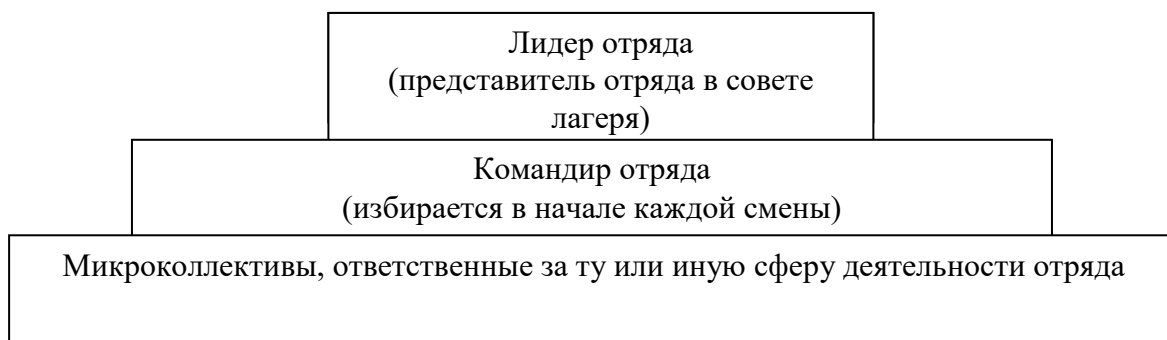 Лидер отряда
(представитель отряда в совете
лагеря)
Командир отряда
(избирается в начале каждой смены)
Микроколлективы, ответственные за ту или иную сферу деятельности отряда